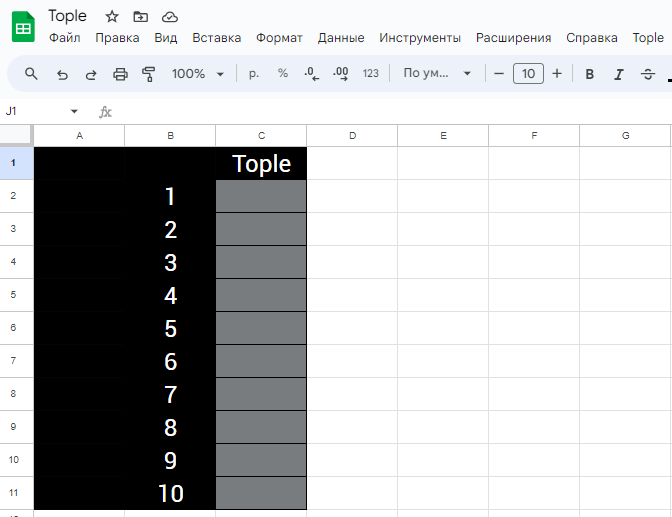 Tople
Файл Правка Вид Вставка Формат Данные Инструменты Расширения Справка Tople
100% р. % .0 .00 123 По ум... − 10 + B I S
J1 fx
A B C D E F G
1 Tople
2 1
3 2
4 3
5 4
6 5
7 6
8 7
9 8
10 9
11 10